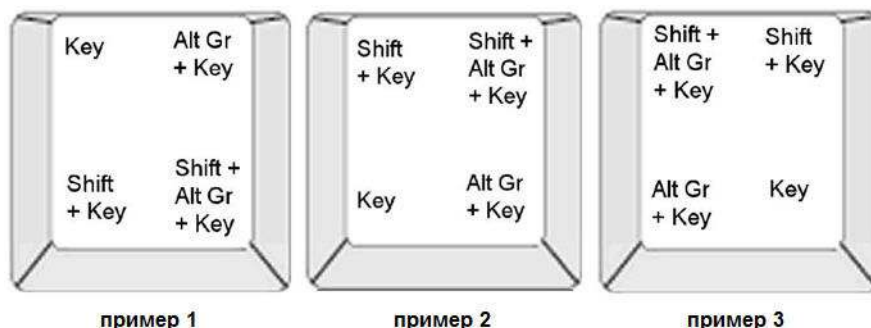 Key
Alt Gr
+ Key
Shift
+ Key
Shift +
Alt Gr
+ Key
пример 1
Shift
+ Key
Shift +
Alt Gr
+ Key
Key
Alt Gr
+ Key
пример 2
Shift +
Alt Gr
+ Key
Shift
+ Key
Alt Gr
+ Key
Key
пример 3